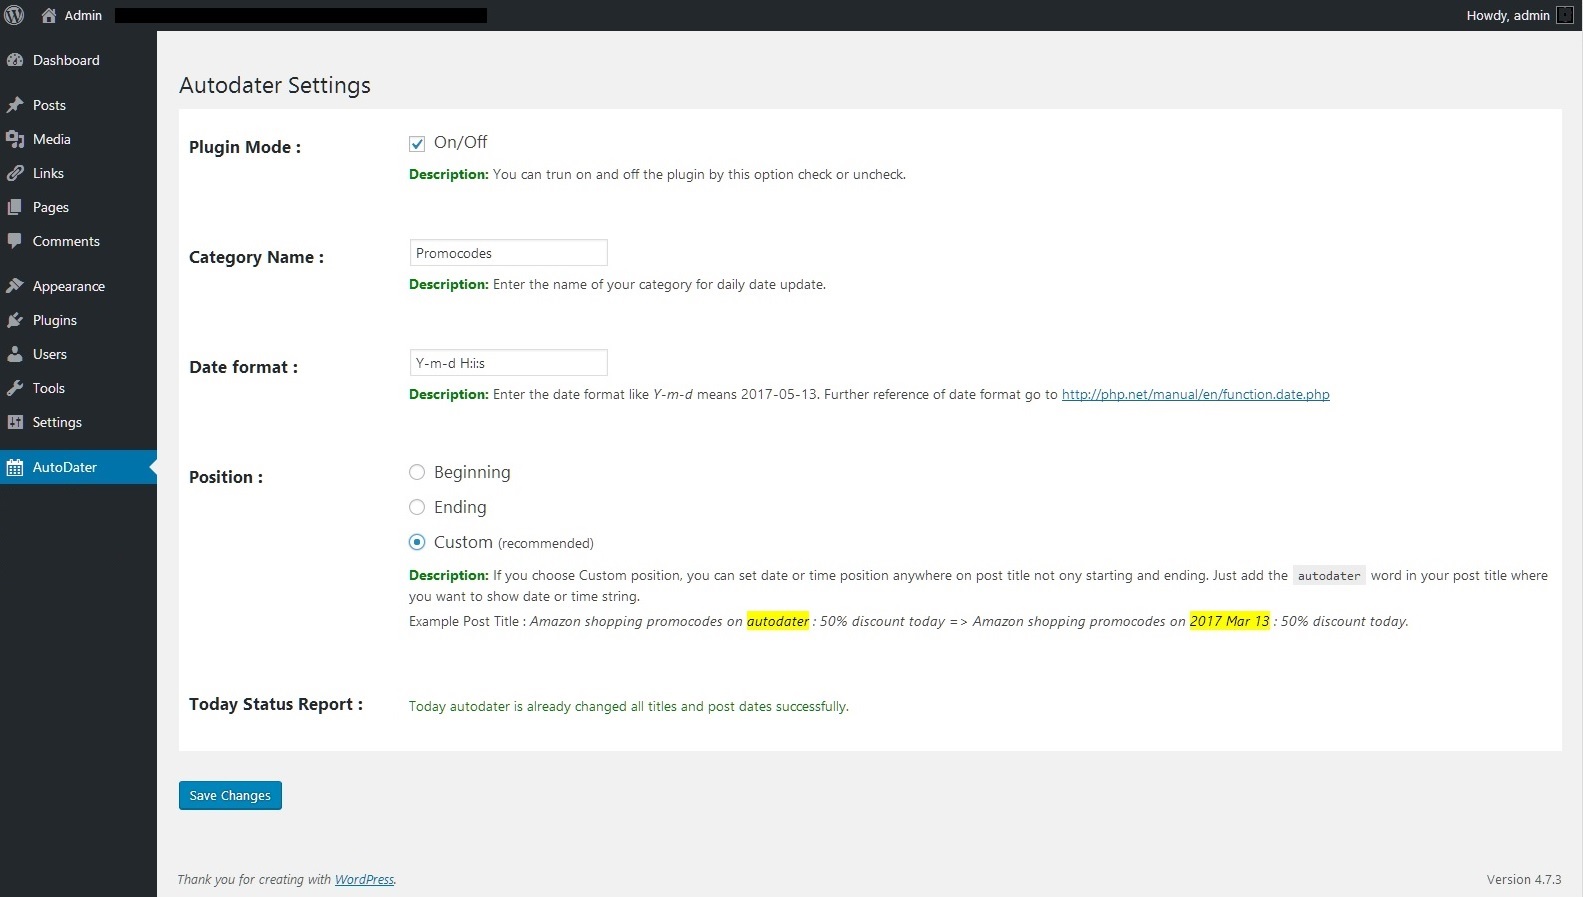 Admin
Howdy, admin
Dashboard
Posts
Media
Links
Pages
Comments
Appearance
Plugins
Users
Tools
Settings
AutoDater
Autodater Settings
Plugin Mode :
On/Off
Description: You can trun on and off the plugin by this option check or uncheck.
Category Name :
Promocodes
Description: Enter the name of your category for daily date update.
Date format :
Y-m-d H:i:s
Description: Enter the date format like Y-m-d means 2017-05-13. Further reference of date format go to http://php.net/manual/en/function.date.php
Position :
Beginning
Ending
Custom (recommended)
Description: If you choose Custom position, you can set date or time position anywhere on post title not ony starting and ending. Just add the autodater word in your post title where
you want to show date or time string.
Example Post Title : Amazon shopping promocodes on autodater : 50% discount today => Amazon shopping promocodes on 2017 Mar 13 : 50% discount today.
Today Status Report :
Today autodater is already changed all titles and post dates successfully.
Save Changes
Thank you for creating with WordPress.
Version 4.7.3